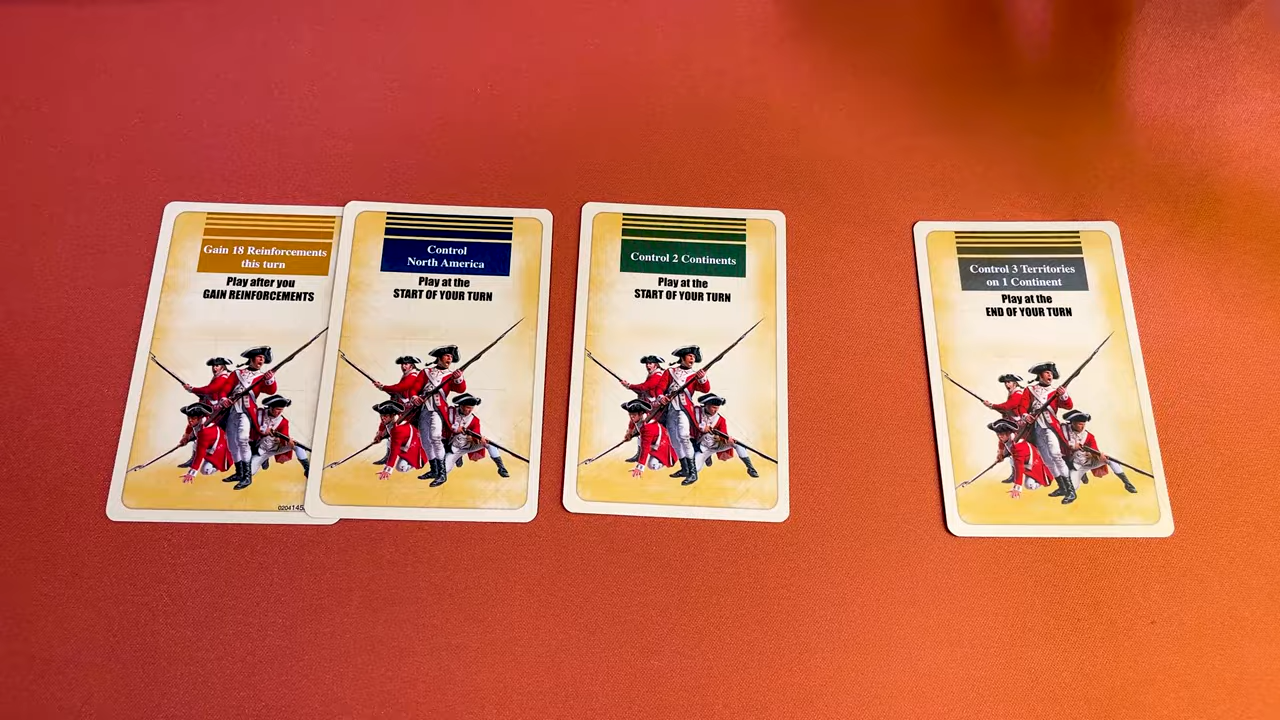 Gain 18 Reinforcements
this turn
Play after you
GAIN REINFORCEMENTS
Control
North America
Play at the
START OF YOUR TURN
Control 2 Continents
Play at the
START OF YOUR TURN
Control 3 Territories
on 1 Continent
Play at the
END OF YOUR TURN